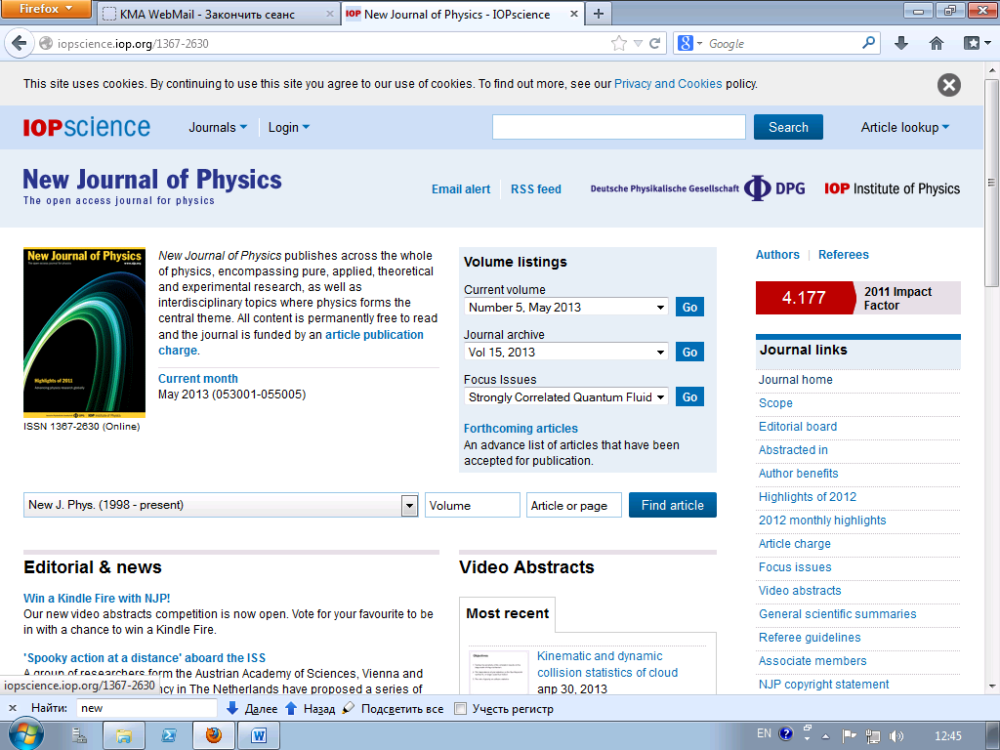 Firefox
KMA WebMail - Закончить сеанс
IOP New Journal of Physics - IOPscience
iopscience.iop.org/1367-2630
Google
This site uses cookies. By continuing to use this site you agree to our use of cookies. To find out more, see our Privacy and Cookies policy.
IOPscience
Journals
Login
Search
Article lookup
New Journal of Physics
The open access journal for physics
Email alert
RSS feed
Deutsche Physikalische Gesellschaft DPG
IOP Institute of Physics
New Journal of Physics
Highlights of 2011
ISSN 1367-2630 (Online)
New Journal of Physics publishes across the whole
of physics, encompassing pure, applied, theoretical
and experimental research, as well as
interdisciplinary topics where physics forms the
central theme. All content is permanently free to read
and the journal is funded by an article publication
charge.
Current month
May 2013 (053001-055005)
Volume listings
Current volume
Number 5, May 2013
Go
Journal archive
Vol 15, 2013
Go
Focus Issues
Strongly Correlated Quantum Fluid
Go
Forthcoming articles
An advance list of articles that have been
accepted for publication.
Authors
Referees
4.177
2011 Impact
Factor
Journal links
Journal home
Scope
Editorial board
Abstracted in
Author benefits
Highlights of 2012
2012 monthly highlights
Article charge
Focus issues
Video abstracts
General scientific summaries
Referee guidelines
Associate members
NJP copyright statement
New J. Phys. (1998 - present)
Volume
Article or page
Find article
Editorial & news
Win a Kindle Fire with NJP!
Our new video abstracts competition is now open. Vote for your favourite to be
in with a chance to win a Kindle Fire.
'Spooky action at a distance' aboard the ISS
A group of researchers form the Austrian Academy of Sciences, Vienna and
in The Netherlands have proposed a series of
Video Abstracts
Most recent
Kinematic and dynamic
collision statistics of cloud
апр 30, 2013
iopscience.iop.org/1367-2630
Найти:
new
Далее
Назад
Подсветить все
Учесть регистр
EN
12:45